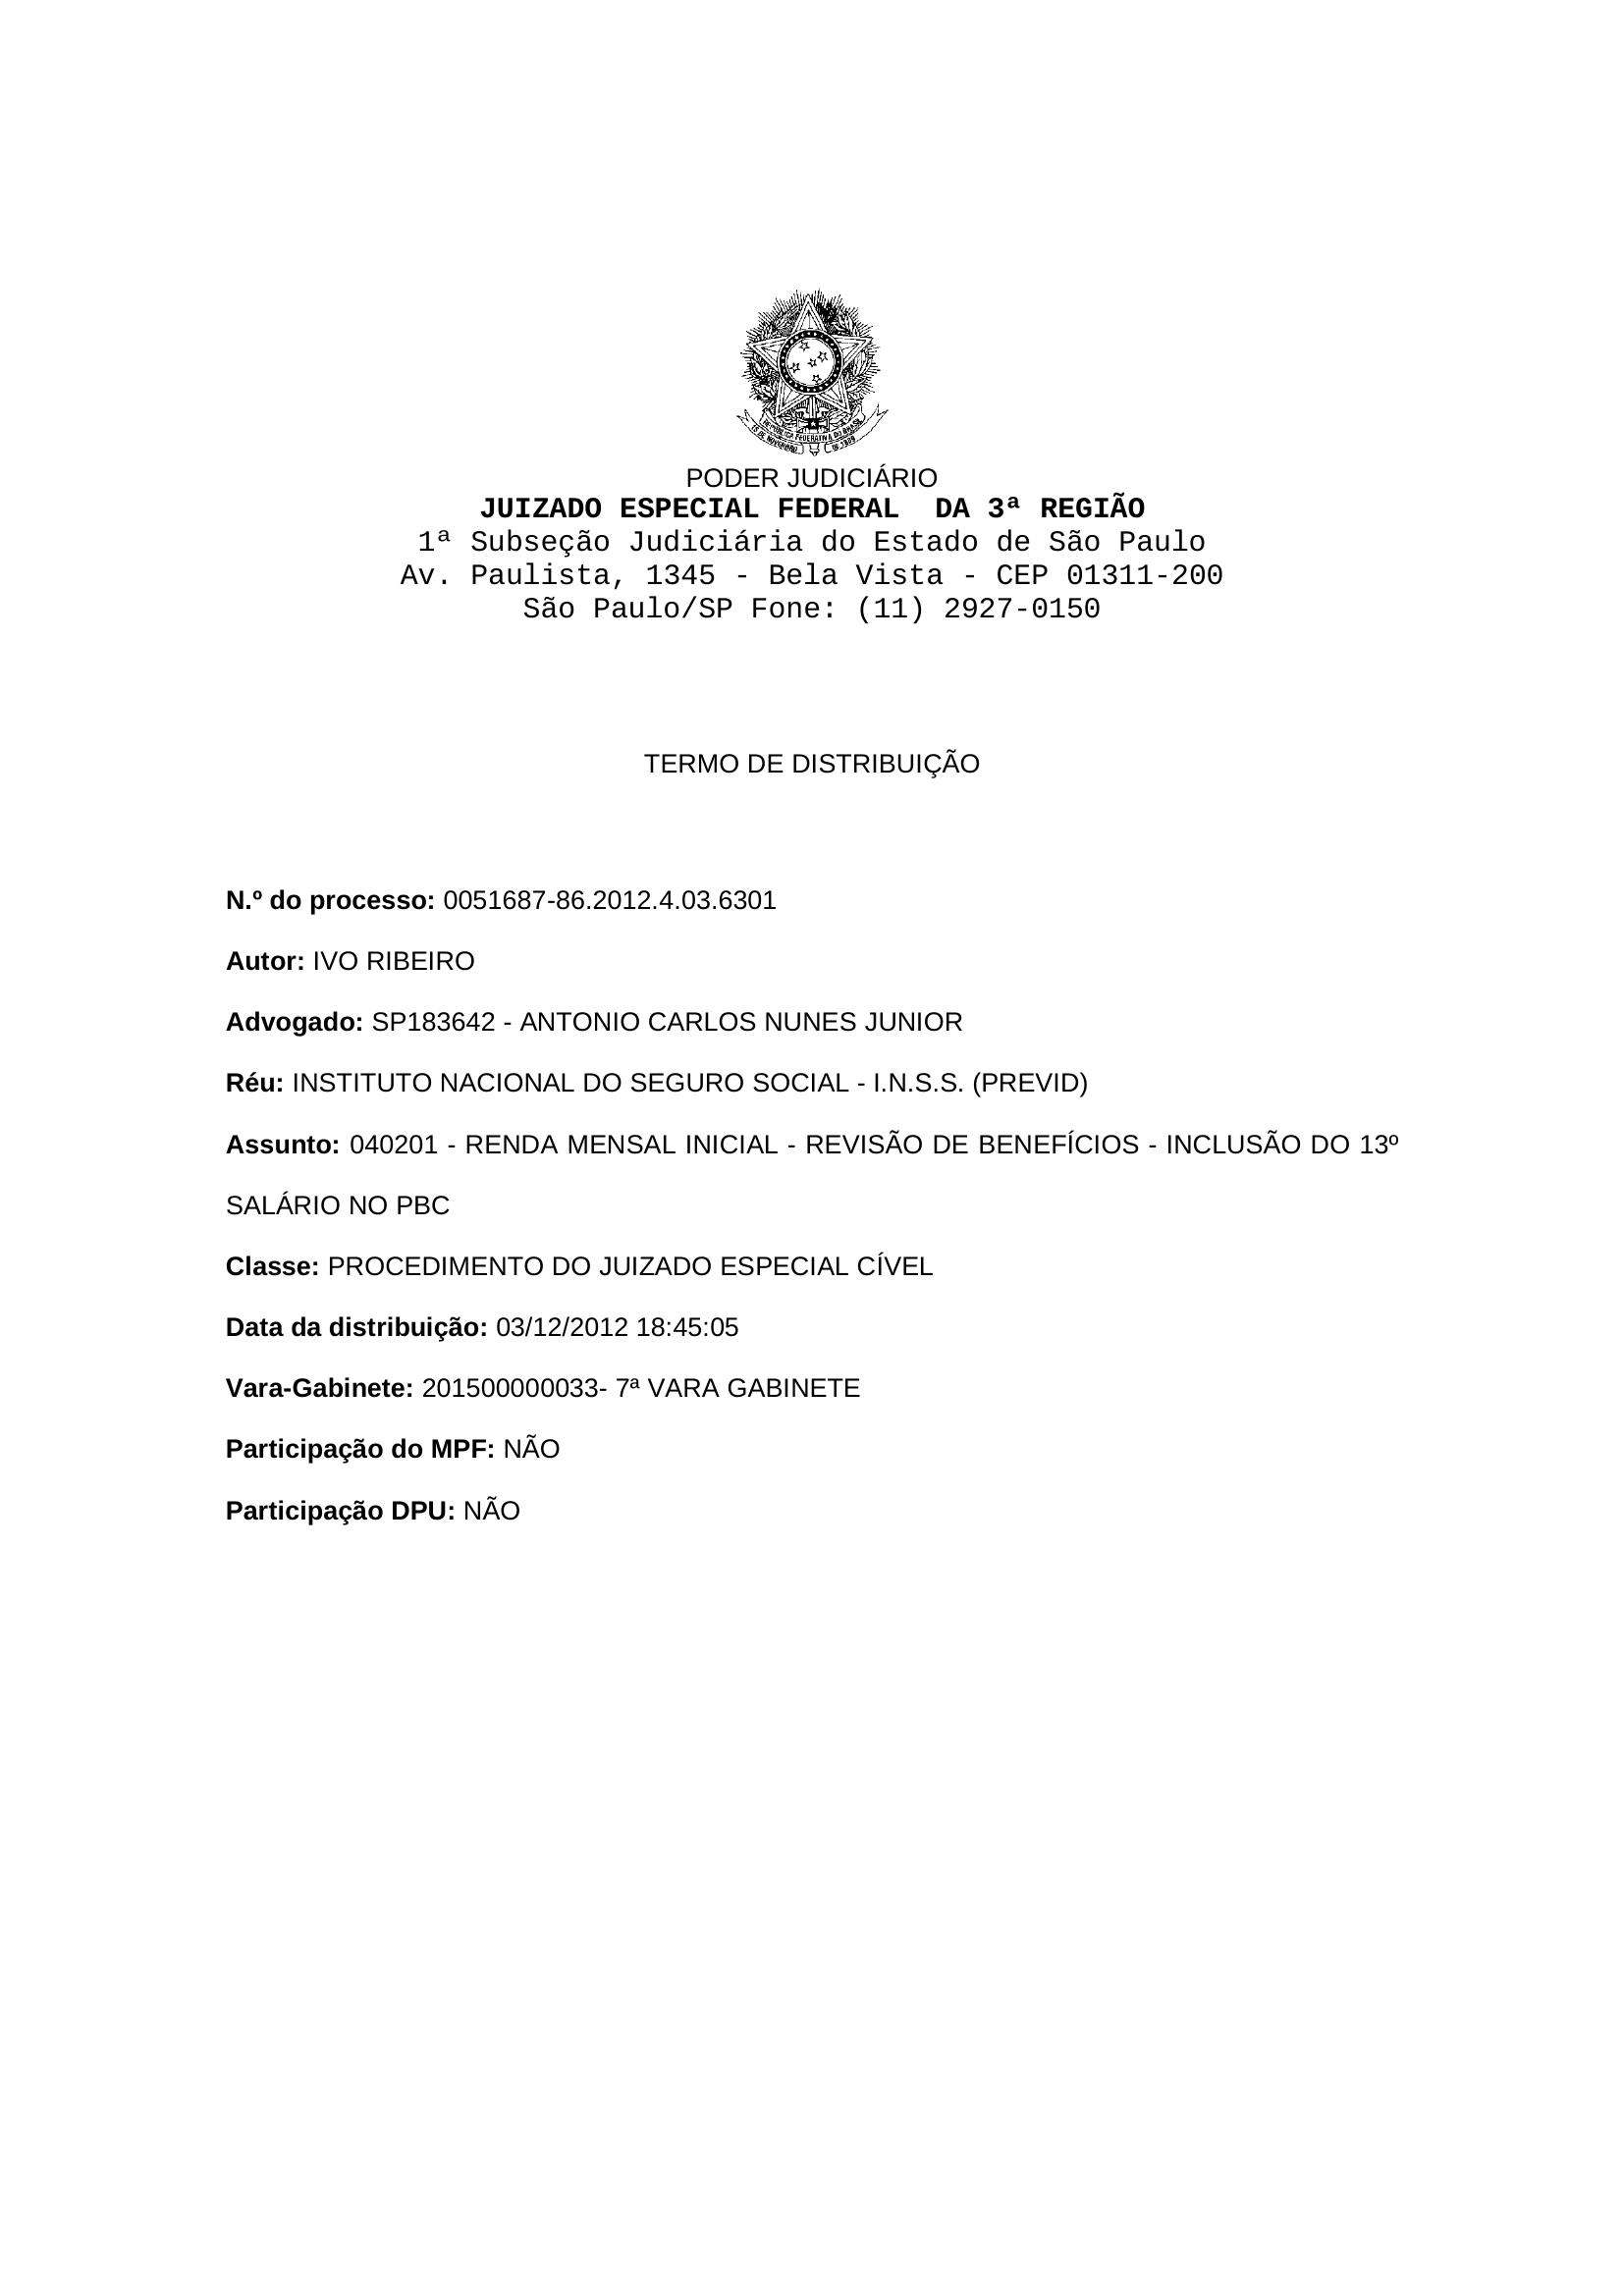 REPÚBLICA FEDERATIVA DO BRASIL
15 DE NOVEMBRO DE 1889
PODER JUDICIÁRIO
JUIZADO ESPECIAL FEDERAL  DA 3ª REGIÃO
1ª Subseção Judiciária do Estado de São Paulo
Av. Paulista, 1345 - Bela Vista - CEP 01311-200
São Paulo/SP Fone: (11) 2927-0150
TERMO DE DISTRIBUIÇÃO
N.º do processo: 0051687-86.2012.4.03.6301
Autor: IVO RIBEIRO
Advogado: SP183642 - ANTONIO CARLOS NUNES JUNIOR
Réu: INSTITUTO NACIONAL DO SEGURO SOCIAL - I.N.S.S. (PREVID)
Assunto: 040201 - RENDA MENSAL INICIAL - REVISÃO DE BENEFÍCIOS - INCLUSÃO DO 13º
SALÁRIO NO PBC
Classe: PROCEDIMENTO DO JUIZADO ESPECIAL CÍVEL
Data da distribuição: 03/12/2012 18:45:05
Vara-Gabinete: 201500000033- 7ª VARA GABINETE
Participação do MPF: NÃO
Participação DPU: NÃO